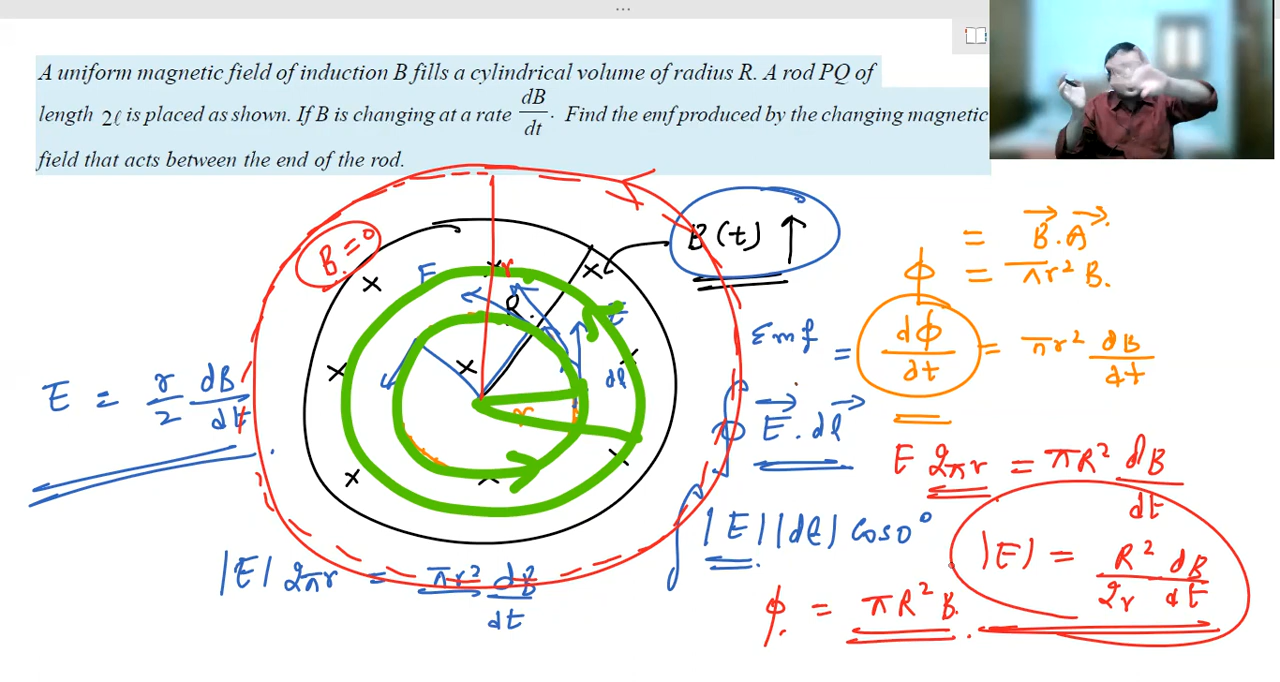 A uniform magnetic field of induction B fills a cylindrical volume of radius R. A rod PQ of
length 2ℓ is placed as shown. If B is changing at a rate dB/dt. Find the emf produced by the changing magnetic
field that acts between the end of the rod.
B = 0
B(t) ↑
E
r
R
E
dl
r
E = r/2 dB/dt
|E| 2πr = πr² dB/dt
= B⃗ . A⃗
ϕ = πr² B.
Emf = dϕ/dt = πr² dB/dt
∮ E⃗ . dl⃗
E 2πr = πR² dB/dt
∫ |E| |dl| cos0°
|E| = R²/2r dB/dt
ϕ = πR² B.